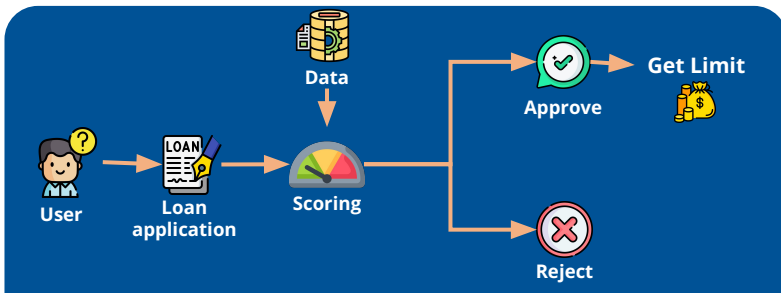 Data
Get Limit
Approve
LOAN
User
Loan
application
Scoring
Reject